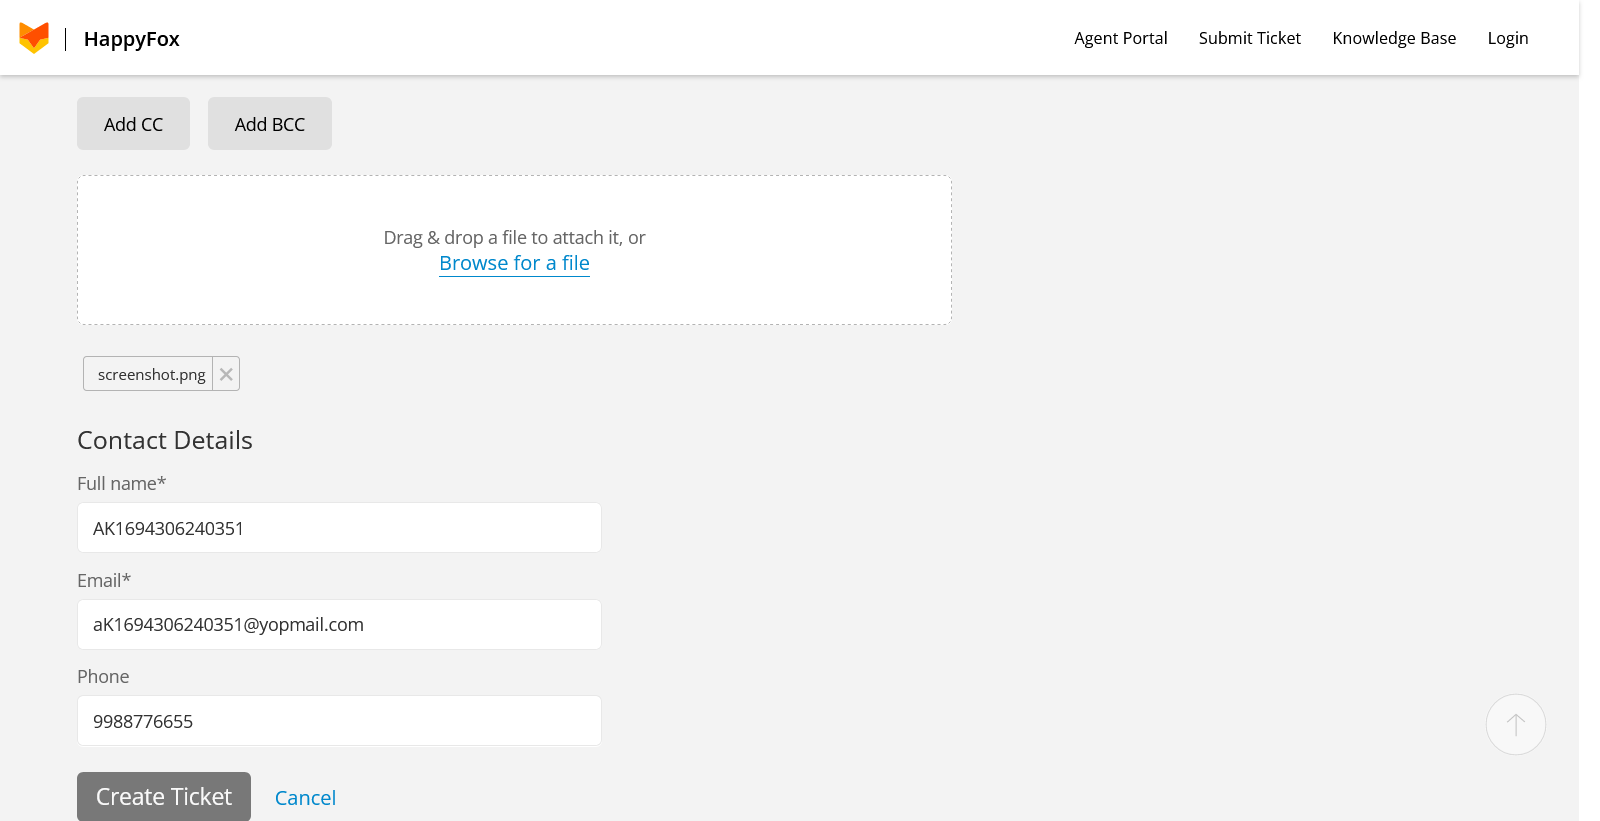 HappyFox
Agent Portal
Submit Ticket
Knowledge Base
Login
Add CC
Add BCC
Drag & drop a file to attach it, or
Browse for a file
screenshot.png
Contact Details
Full name*
AK1694306240351
Email*
aK1694306240351@yopmail.com
Phone
9988776655
Create Ticket
Cancel